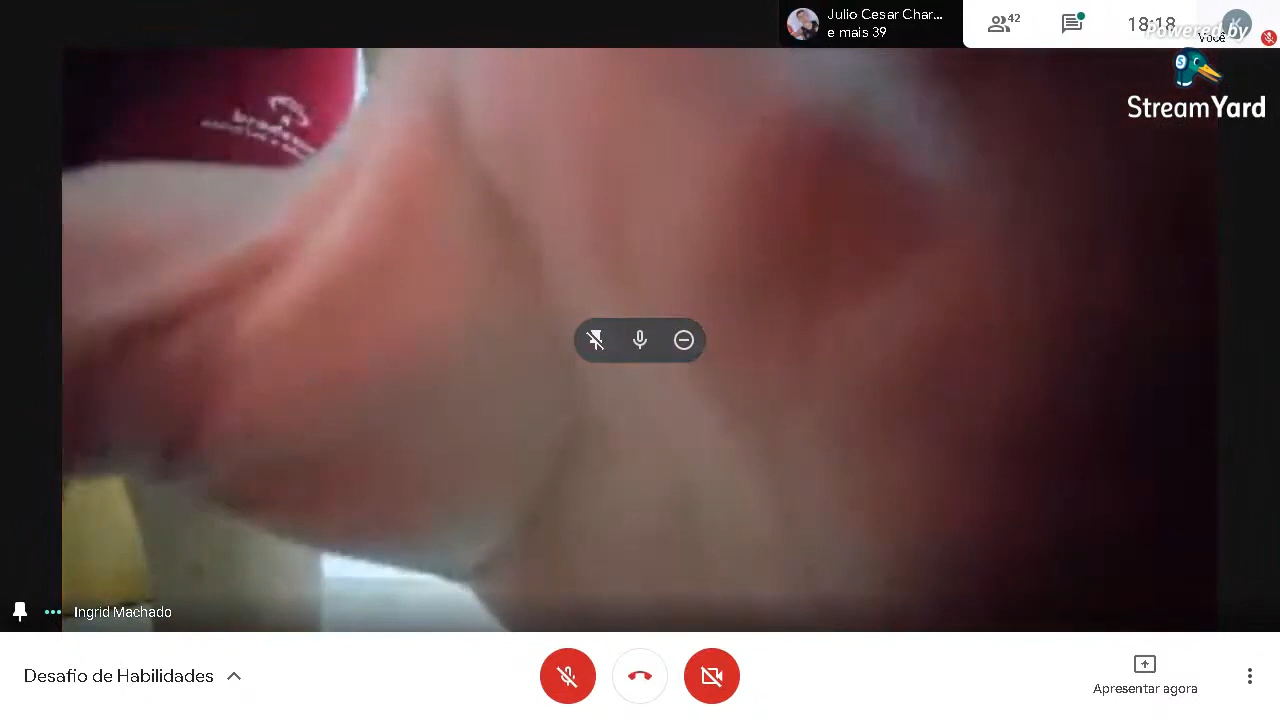 Julio Cesar Char...
e mais 39
42
18:18
Você
Powered by
StreamYard
Ingrid Machado
Desafio de Habilidades
Apresentar agora